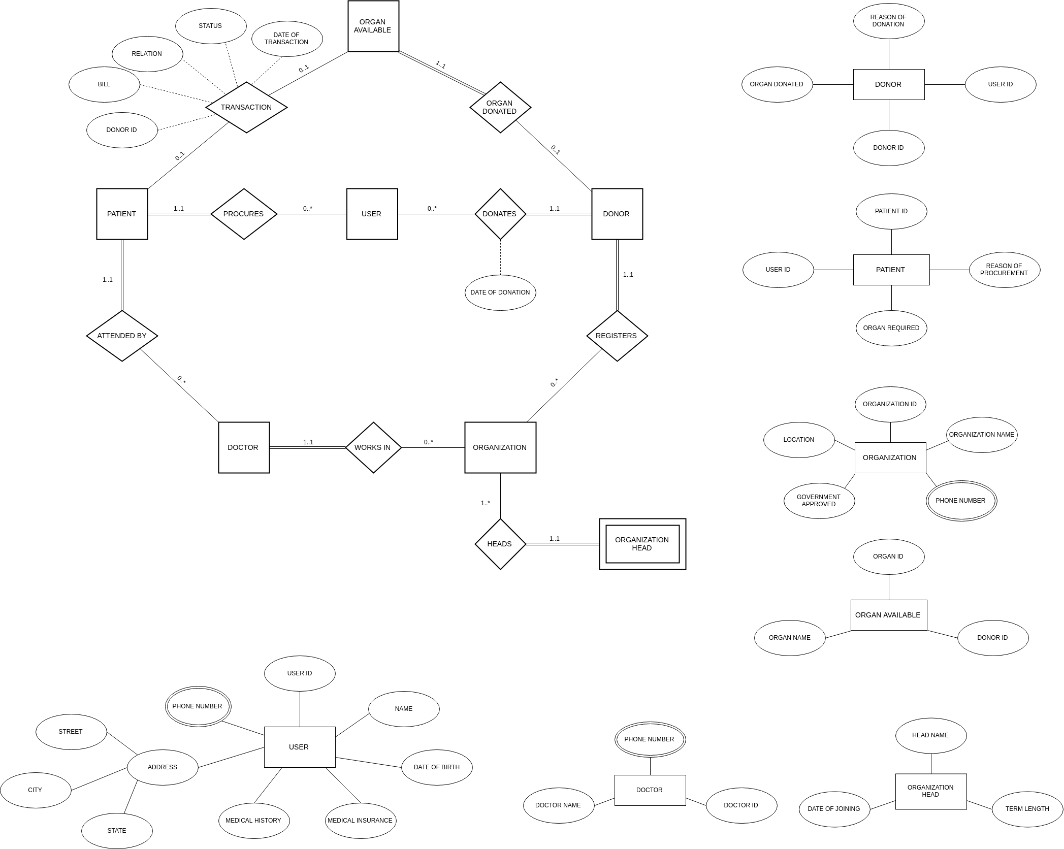 ORGAN
AVAILABLE
STATUS
DATE OF
TRANSACTION
RELATION
BILL
DONOR ID
TRANSACTION
0..1
1..1
ORGAN
DONATED
0..1
0..1
PATIENT
1..1
PROCURES
0..*
USER
0..*
DONATES
1..1
DONOR
DATE OF DONATION
1..1
1..1
ATTENDED BY
REGISTERS
0..*
0..*
DOCTOR
1..1
WORKS IN
0..*
ORGANIZATION
1..*
HEADS
1..1
ORGANIZATION
HEAD
REASON OF
DONATION
ORGAN DONATED
DONOR
USER ID
DONOR ID
PATIENT ID
USER ID
PATIENT
REASON OF
PROCUREMENT
ORGAN REQUIRED
ORGANIZATION ID
LOCATION
ORGANIZATION NAME
ORGANIZATION
GOVERNMENT
APPROVED
PHONE NUMBER
ORGAN ID
ORGAN AVAILABLE
ORGAN NAME
DONOR ID
USER ID
PHONE NUMBER
NAME
STREET
USER
ADDRESS
DATE OF BIRTH
CITY
STATE
MEDICAL HISTORY
MEDICAL INSURANCE
PHONE NUMBER
DOCTOR
DOCTOR NAME
DOCTOR ID
HEAD NAME
ORGANIZATION
HEAD
DATE OF JOINING
TERM LENGTH